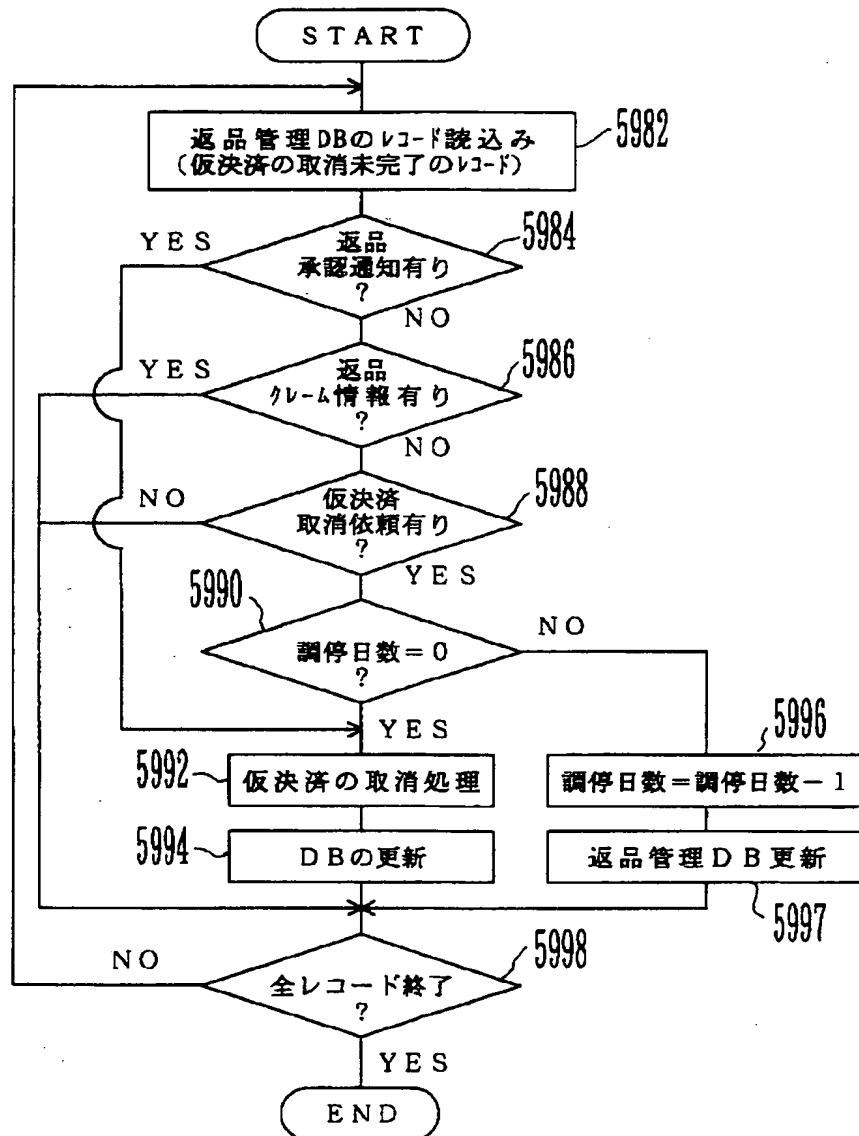 START
返品管理DBのレコード読込み
(仮決済の取消未完了のレコード)
5982
YES
返品
承認通知有り
?
5984
NO
YES
返品
クレーム情報有り
?
5986
NO
NO
仮決済
取消依頼有り
?
5988
YES
5990
調停日数=0
?
NO
YES
5992
仮決済の取消処理
5996
調停日数=調停日数-1
5994
DBの更新
返品管理DB更新
5997
NO
全レコード終了
?
5998
YES
END